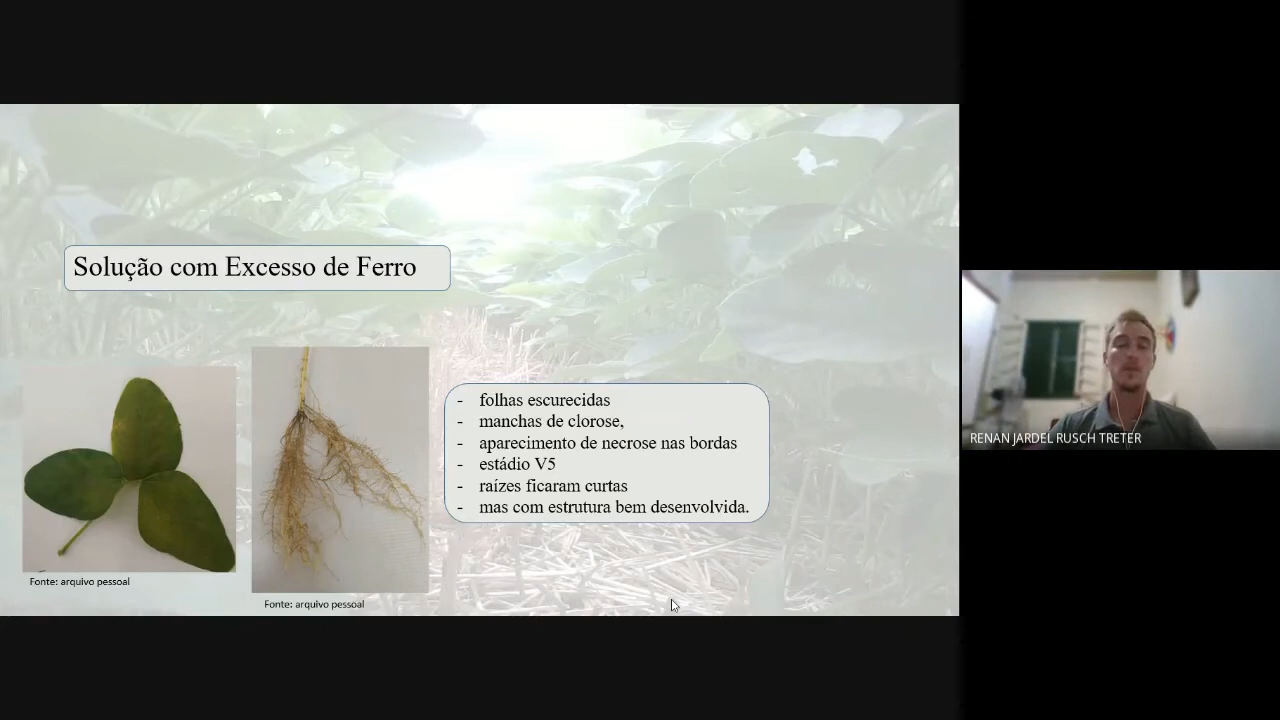 Solução com Excesso de Ferro
- folhas escurecidas
- manchas de clorose,
- aparecimento de necrose nas bordas
- estádio V5
- raízes ficaram curtas
- mas com estrutura bem desenvolvida.
Fonte: arquivo pessoal
Fonte: arquivo pessoal
RENAN JARDEL RUSCH TRETER